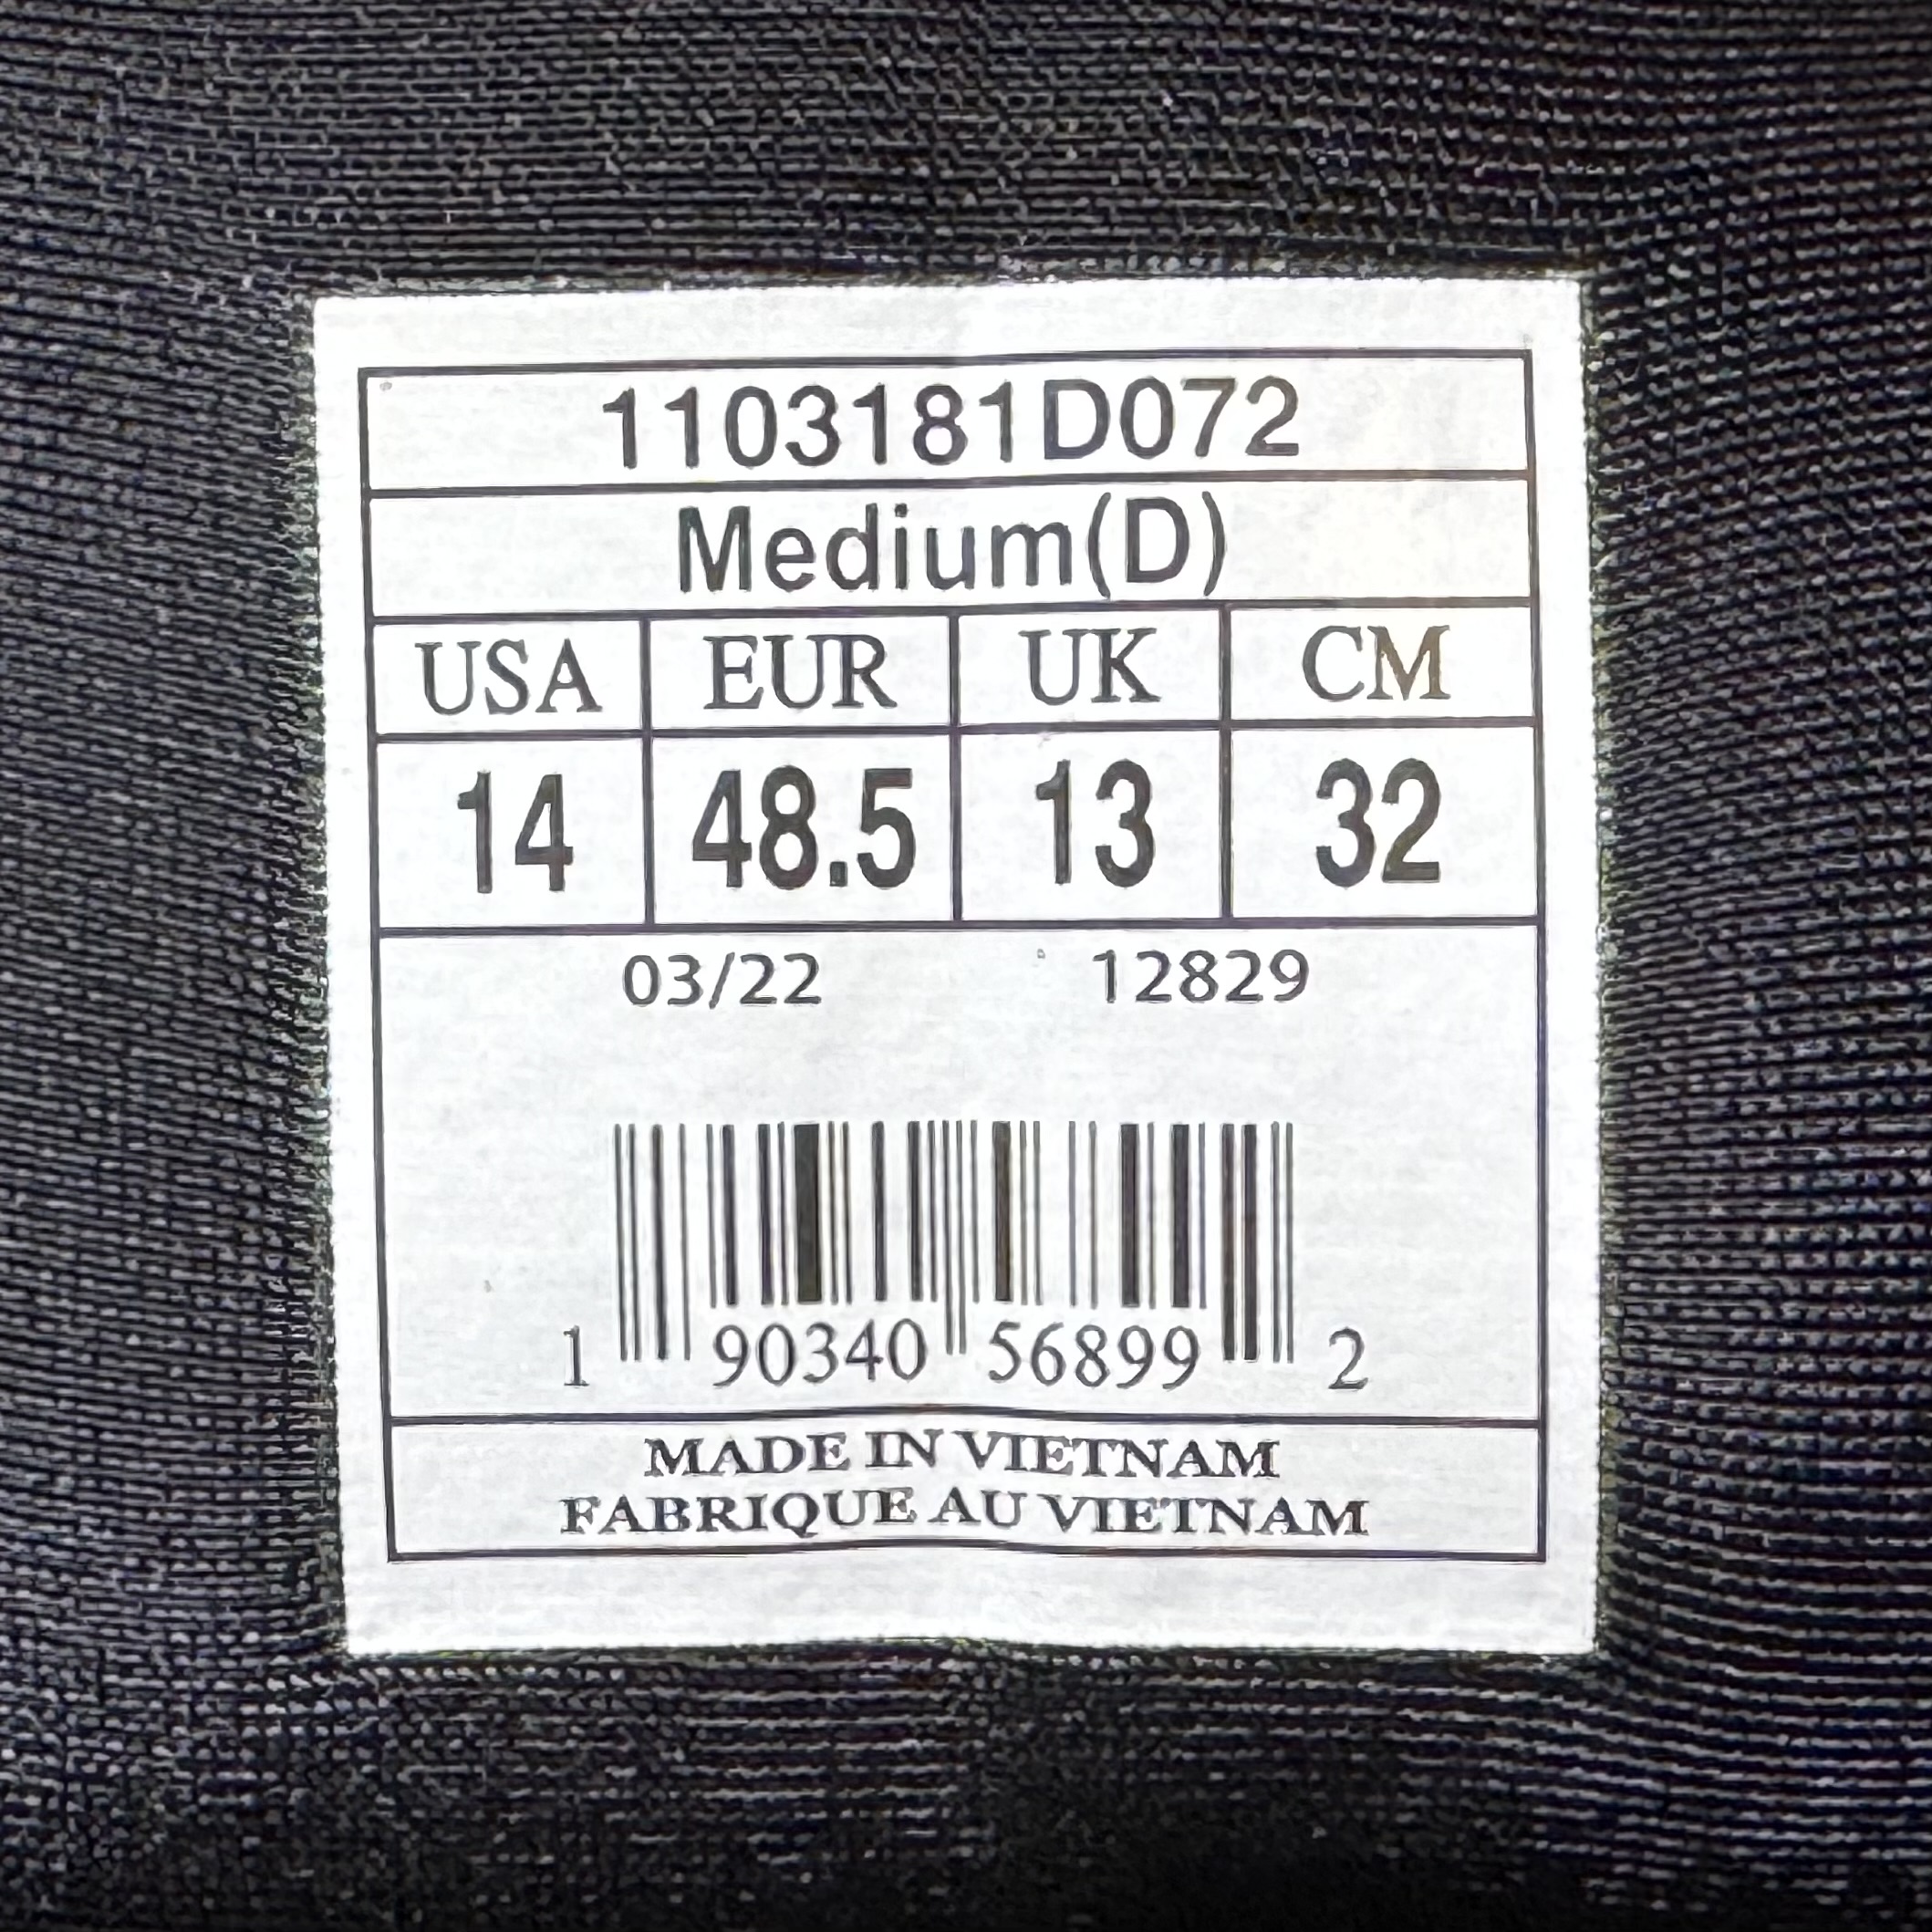 1103181D072
Medium(D)
USA EUR UK CM
14 48.5 13 32
03/22 12829
1 90340 56899 2
MADE IN VIETNAM
FABRIQUE AU VIETNAM